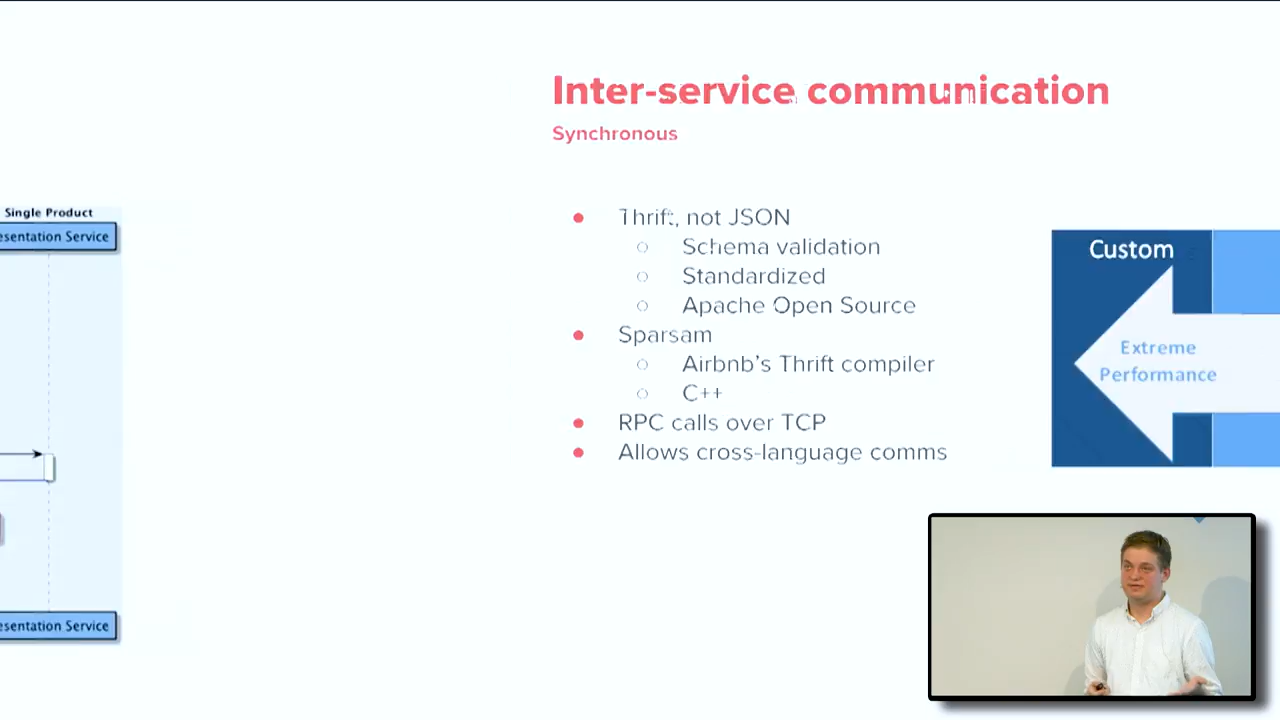 Inter-service communication
Synchronous
Single Product
esentation Service
esentation Service
Thrift, not JSON
Schema validation
Standardized
Apache Open Source
Sparsam
Airbnb's Thrift compiler
C++
RPC calls over TCP
Allows cross-language comms
Custom
Extreme
Performance